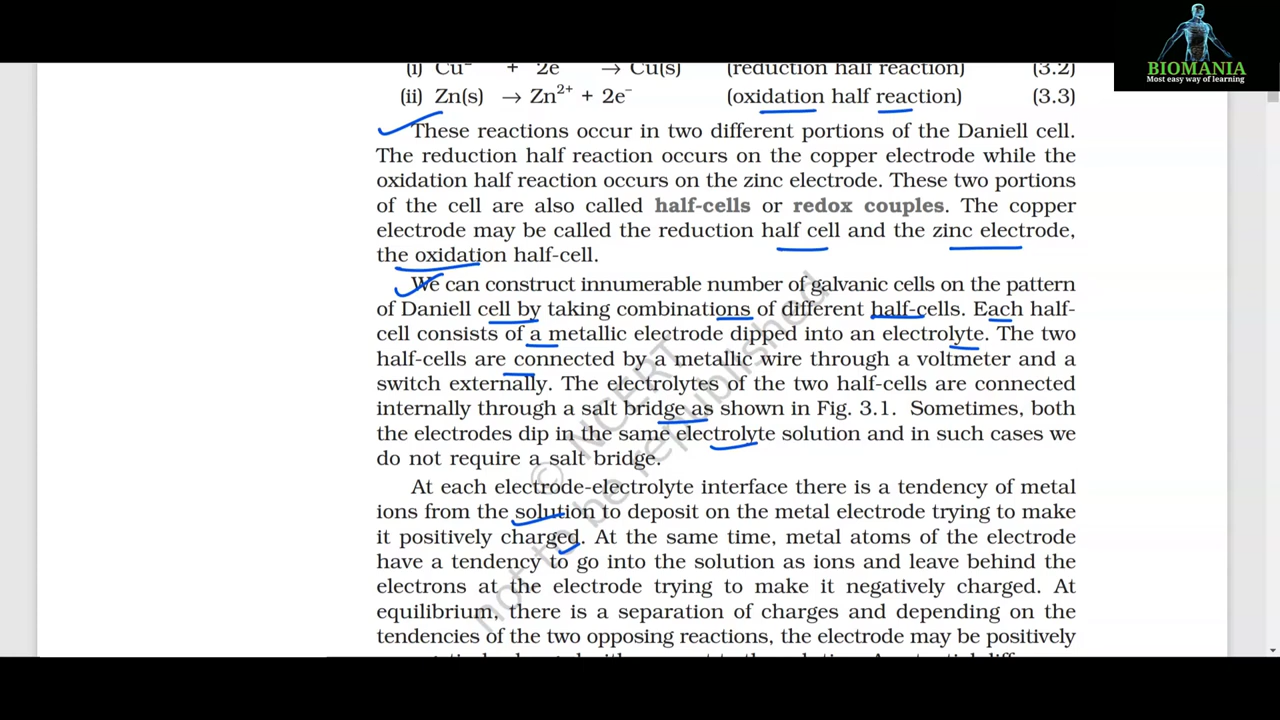 BIOMANIA
Most easy way of learning
(i) Cu + 2e → Cu(s) (reduction half reaction) (3.2)
(ii) Zn(s) → Zn²⁺ + 2e⁻ (oxidation half reaction) (3.3)
These reactions occur in two different portions of the Daniell cell.
The reduction half reaction occurs on the copper electrode while the
oxidation half reaction occurs on the zinc electrode. These two portions
of the cell are also called half-cells or redox couples. The copper
electrode may be called the reduction half cell and the zinc electrode,
the oxidation half-cell.
We can construct innumerable number of galvanic cells on the pattern
of Daniell cell by taking combinations of different half-cells. Each half-
cell consists of a metallic electrode dipped into an electrolyte. The two
half-cells are connected by a metallic wire through a voltmeter and a
switch externally. The electrolytes of the two half-cells are connected
internally through a salt bridge as shown in Fig. 3.1. Sometimes, both
the electrodes dip in the same electrolyte solution and in such cases we
do not require a salt bridge.
At each electrode-electrolyte interface there is a tendency of metal
ions from the solution to deposit on the metal electrode trying to make
it positively charged. At the same time, metal atoms of the electrode
have a tendency to go into the solution as ions and leave behind the
electrons at the electrode trying to make it negatively charged. At
equilibrium, there is a separation of charges and depending on the
tendencies of the two opposing reactions, the electrode may be positively
© NCERT
not to be republished